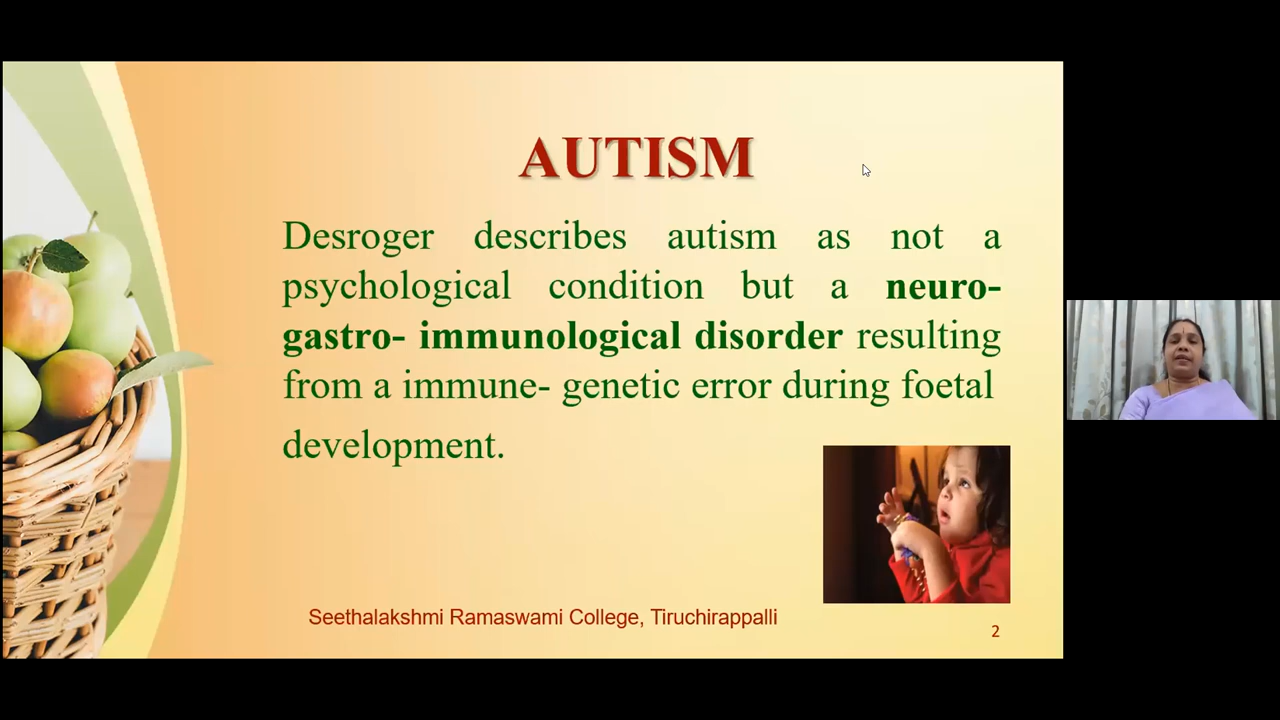 AUTISM
Desroger describes autism as not a
psychological condition but a neuro-
gastro- immunological disorder resulting
from a immune- genetic error during foetal
development.
Seethalakshmi Ramaswami College, Tiruchirappalli
2